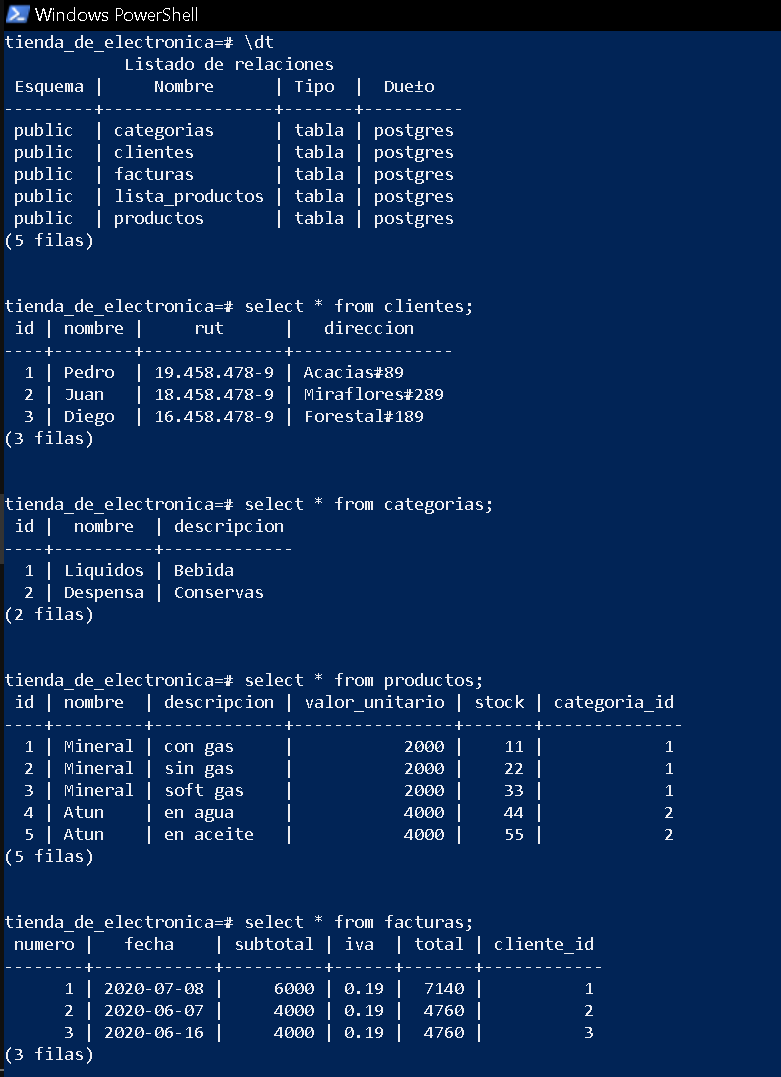 Windows PowerShell
tienda_de_electronica=# \dt
Listado de relaciones
Esquema | Nombre | Tipo | Due±o
---------+-----------------+-------+----------
public | categorias | tabla | postgres
public | clientes | tabla | postgres
public | facturas | tabla | postgres
public | lista_productos | tabla | postgres
public | productos | tabla | postgres
(5 filas)
tienda_de_electronica=# select * from clientes;
id | nombre | rut | direccion
----+--------+--------------+----------------
1 | Pedro | 19.458.478-9 | Acacias#89
2 | Juan | 18.458.478-9 | Miraflores#289
3 | Diego | 16.458.478-9 | Forestal#189
(3 filas)
tienda_de_electronica=# select * from categorias;
id | nombre | descripcion
----+----------+-------------
1 | Liquidos | Bebida
2 | Despensa | Conservas
(2 filas)
tienda_de_electronica=# select * from productos;
id | nombre | descripcion | valor_unitario | stock | categoria_id
----+---------+-------------+----------------+-------+--------------
1 | Mineral | con gas | 2000 | 11 | 1
2 | Mineral | sin gas | 2000 | 22 | 1
3 | Mineral | soft gas | 2000 | 33 | 1
4 | Atun | en agua | 4000 | 44 | 2
5 | Atun | en aceite | 4000 | 55 | 2
(5 filas)
tienda_de_electronica=# select * from facturas;
numero | fecha | subtotal | iva | total | cliente_id
--------+------------+----------+------+-------+------------
1 | 2020-07-08 | 6000 | 0.19 | 7140 | 1
2 | 2020-06-07 | 4000 | 0.19 | 4760 | 2
3 | 2020-06-16 | 4000 | 0.19 | 4760 | 3
(3 filas)